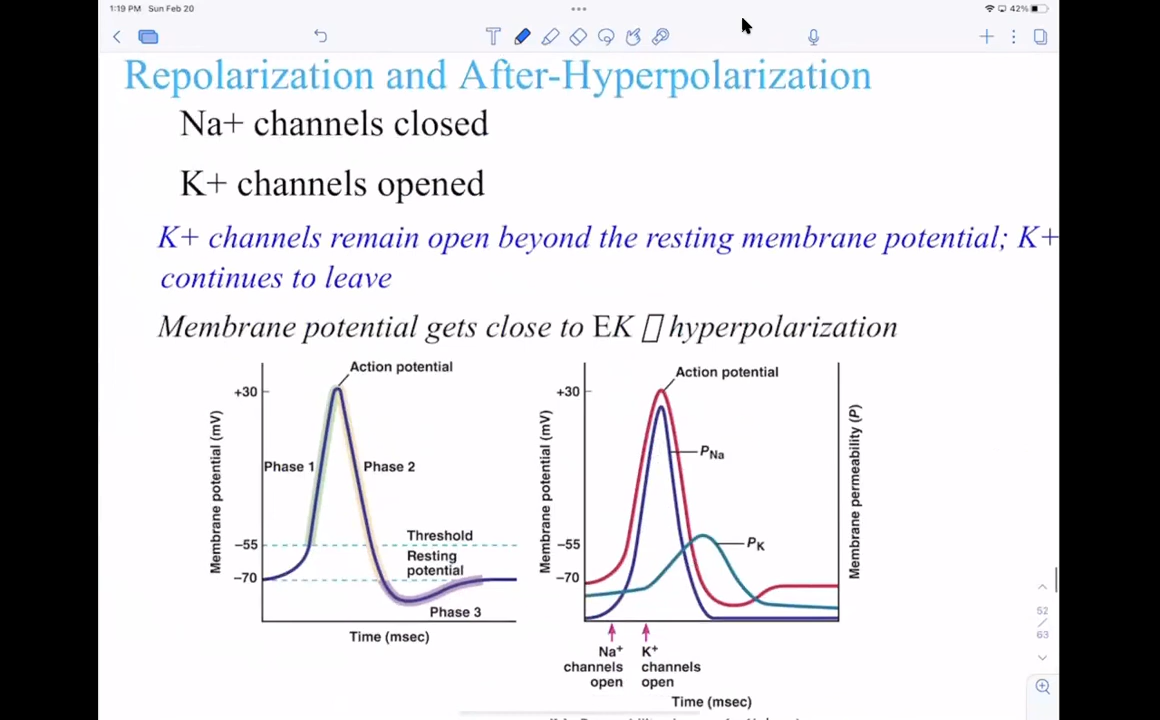 1:19 PM Sun Feb 20
42%
T
Repolarization and After-Hyperpolarization
Na+ channels closed
K+ channels opened
K+ channels remain open beyond the resting membrane potential; K+
continues to leave
Membrane potential gets close to EK ▯ hyperpolarization
Action potential
+30
Phase 1
Phase 2
Membrane potential (mV)
Threshold
−55
Resting
potential
−70
Phase 3
Time (msec)
Action potential
+30
PNa
Membrane potential (mV)
Membrane permeability (P)
−55
PK
−70
Na+
channels
open
K+
channels
open
Time (msec)
52
/
63